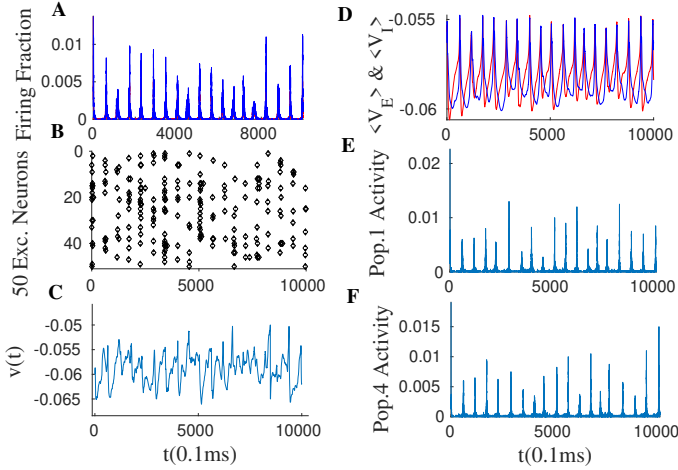 A
Firing Fraction
0.01
0.005
0
0
40000
80000
B
50 Exc. Neurons
0
20
40
0
5000
10000
C
v(t)
-0.05
-0.055
-0.06
-0.065
0
5000
10000
t(0.1ms)
D
<V_E> & <V_I>
-0.055
-0.06
0
5000
10000
E
Pop.1 Activity
0.02
0.01
0
0
5000
10000
F
Pop.4 Activity
0.015
0.01
0.005
0
0
5000
10000
t(0.1ms)